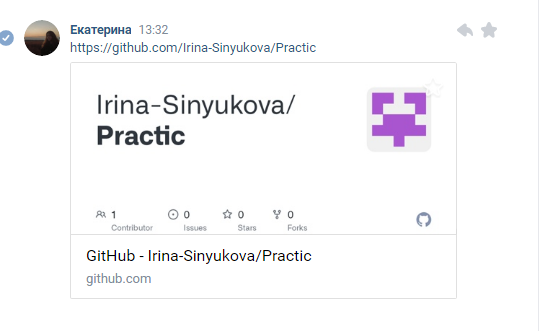 Екатерина 13:32
https://github.com/Irina-Sinyukova/Practic
Irina-Sinyukova/
Practic
1 0 0 0
Contributor Issues Stars Forks
GitHub - Irina-Sinyukova/Practic
github.com